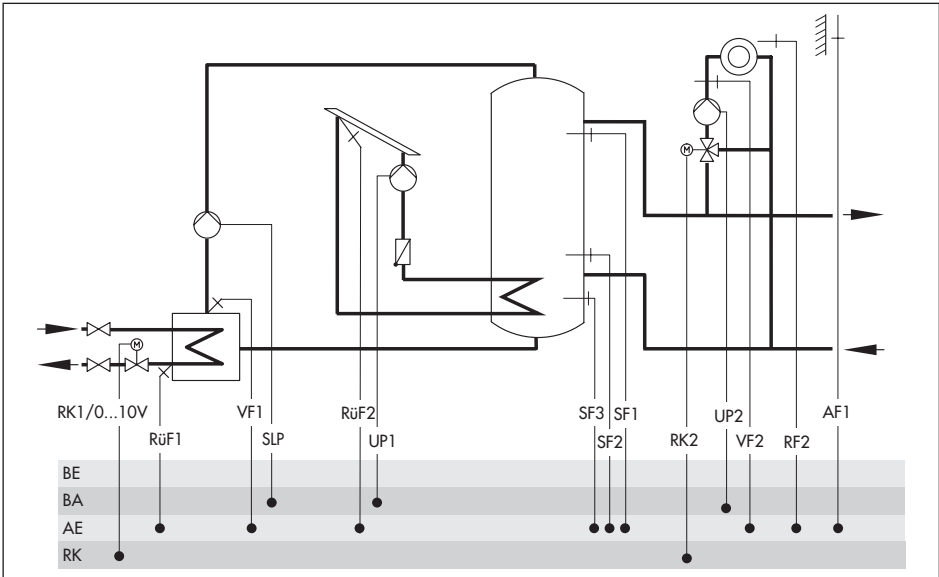 M
M
RK1/0...10V
VF1
RüF2
SF3
SF1
UP2
AF1
RüF1
SLP
UP1
SF2
RK2
VF2
RF2
BE
BA
AE
RK